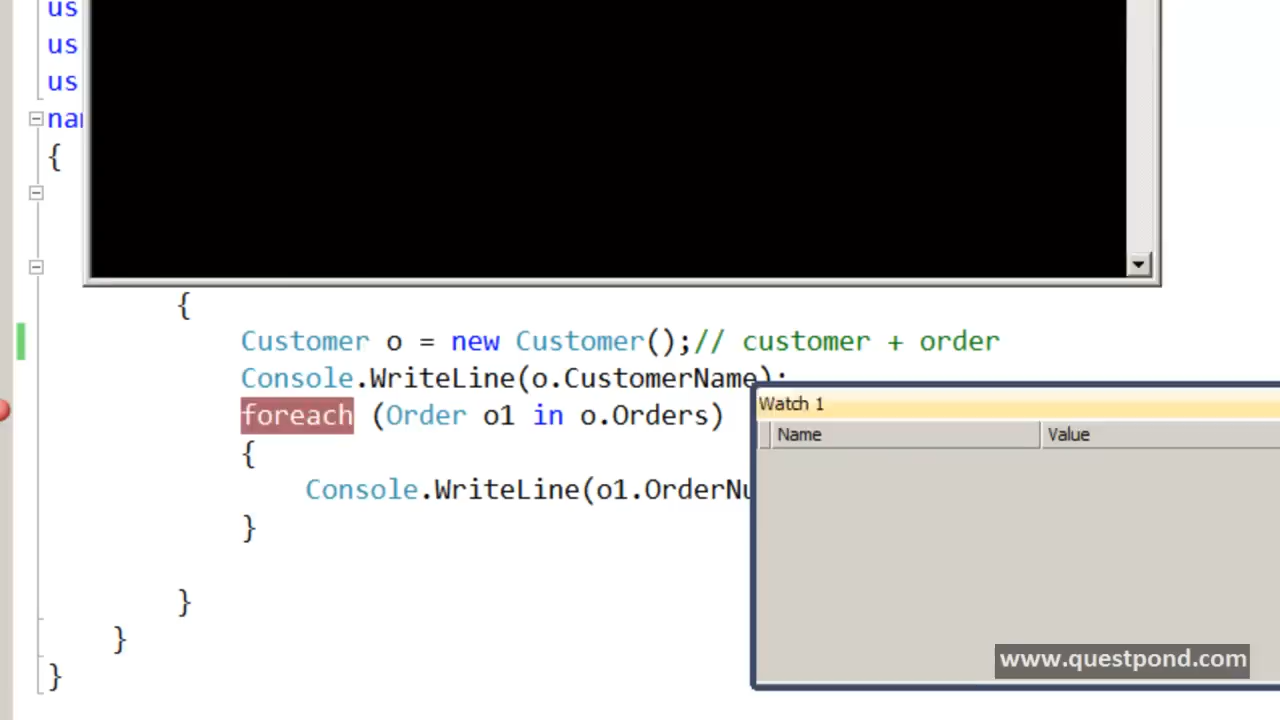 us
us
us
nam
{
{
Customer o = new Customer();// customer + order
Console.WriteLine(o.CustomerName);
foreach (Order o1 in o.Orders)
{
Console.WriteLine(o1.OrderNu
}
}
}
}
Watch 1
Name Value
www.questpond.com